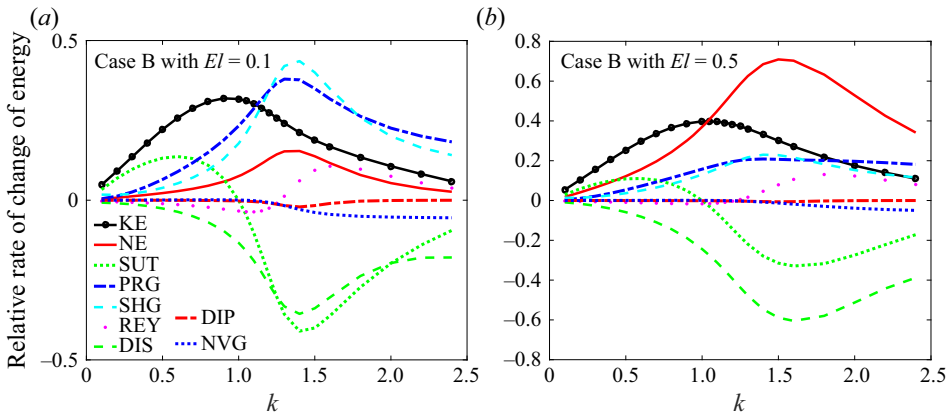 (a)
(b)
Relative rate of change of energy
0.5
0
–0.5
Case B with El = 0.1
KE
NE
SUT
PRG
SHG
REY
DIS
DIP
NVG
0 0.5 1.0 1.5 2.0 2.5
k
0.8
0.6
0.4
0.2
0
–0.2
–0.4
–0.6
–0.8
Case B with El = 0.5
0 0.5 1.0 1.5 2.0 2.5
k